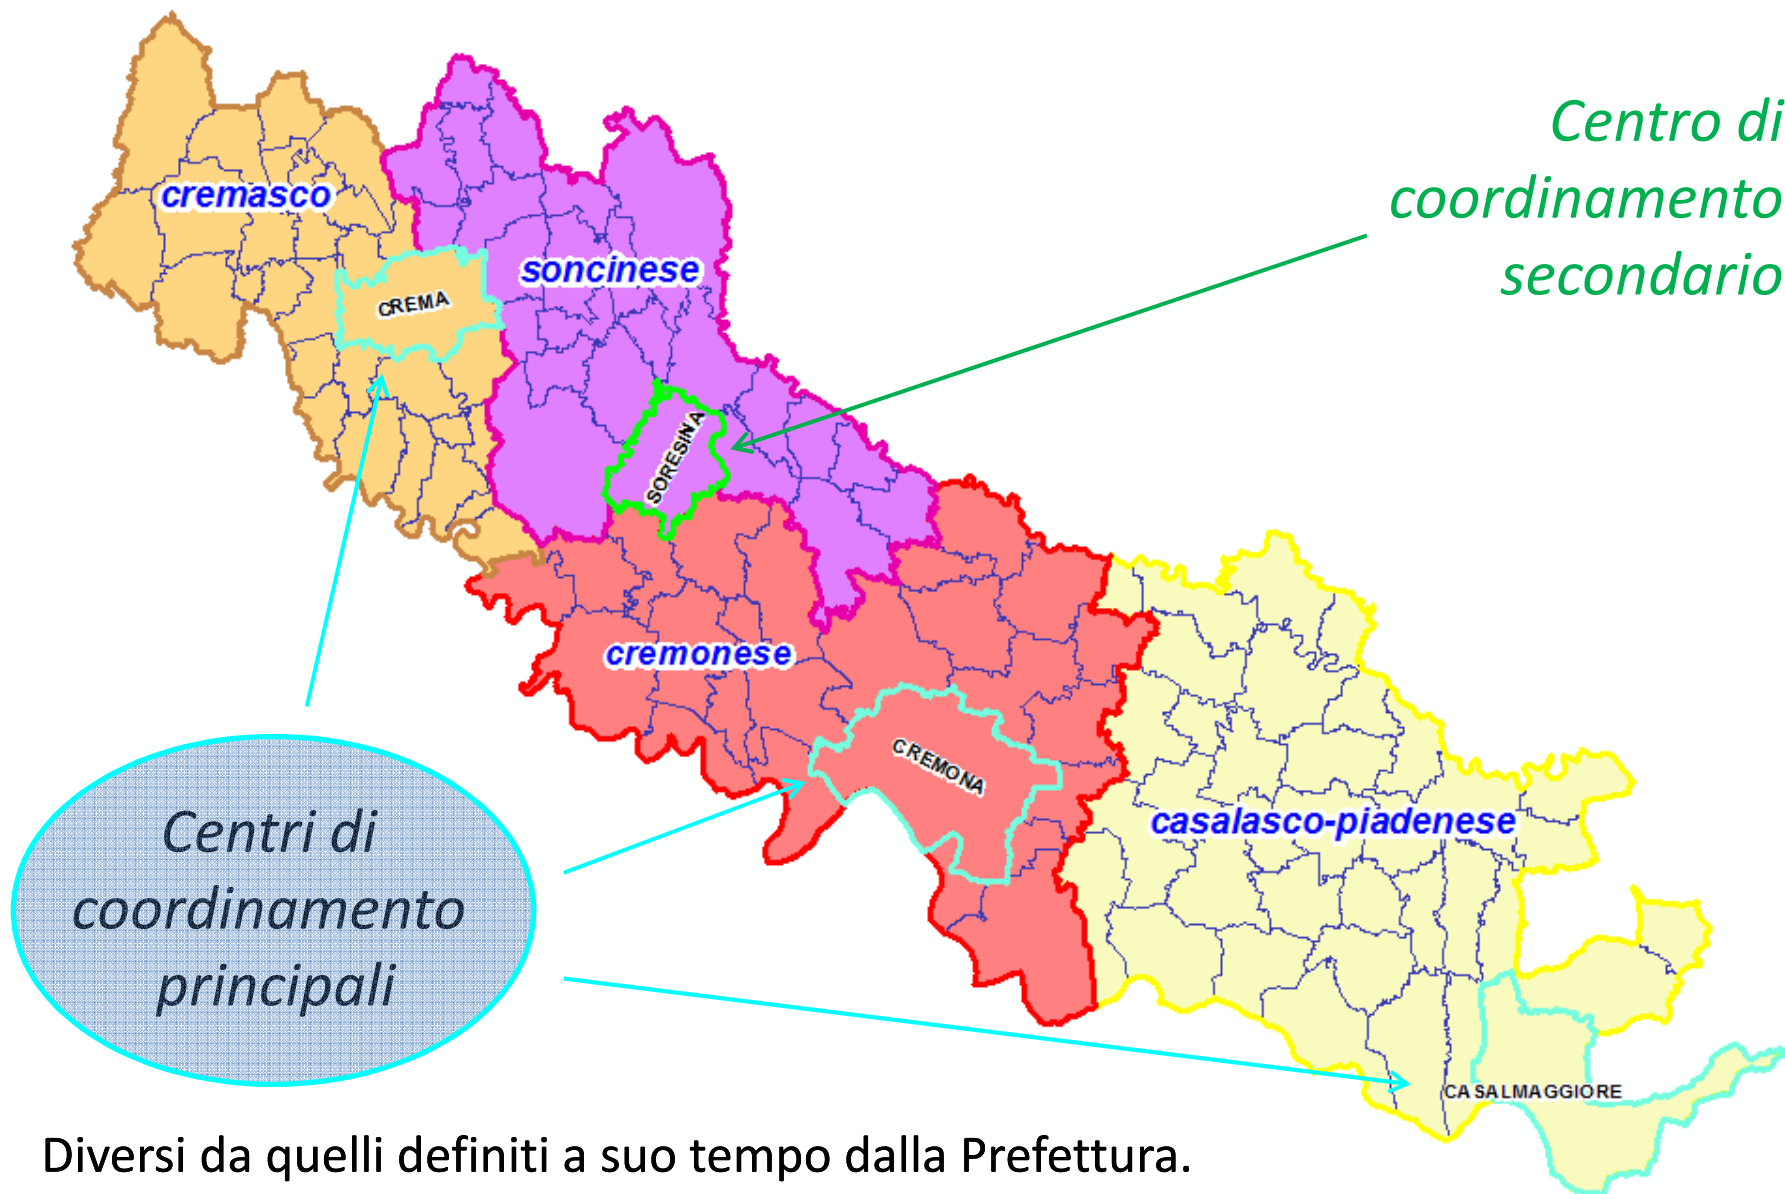 Centro di
coordinamento
secondario
cremasco
soncinese
CREMA
SORESINA
cremonese
CREMONA
casalasco-piadenese
Centri di
coordinamento
principali
CASALMAGGIORE
Diversi da quelli definiti a suo tempo dalla Prefettura.